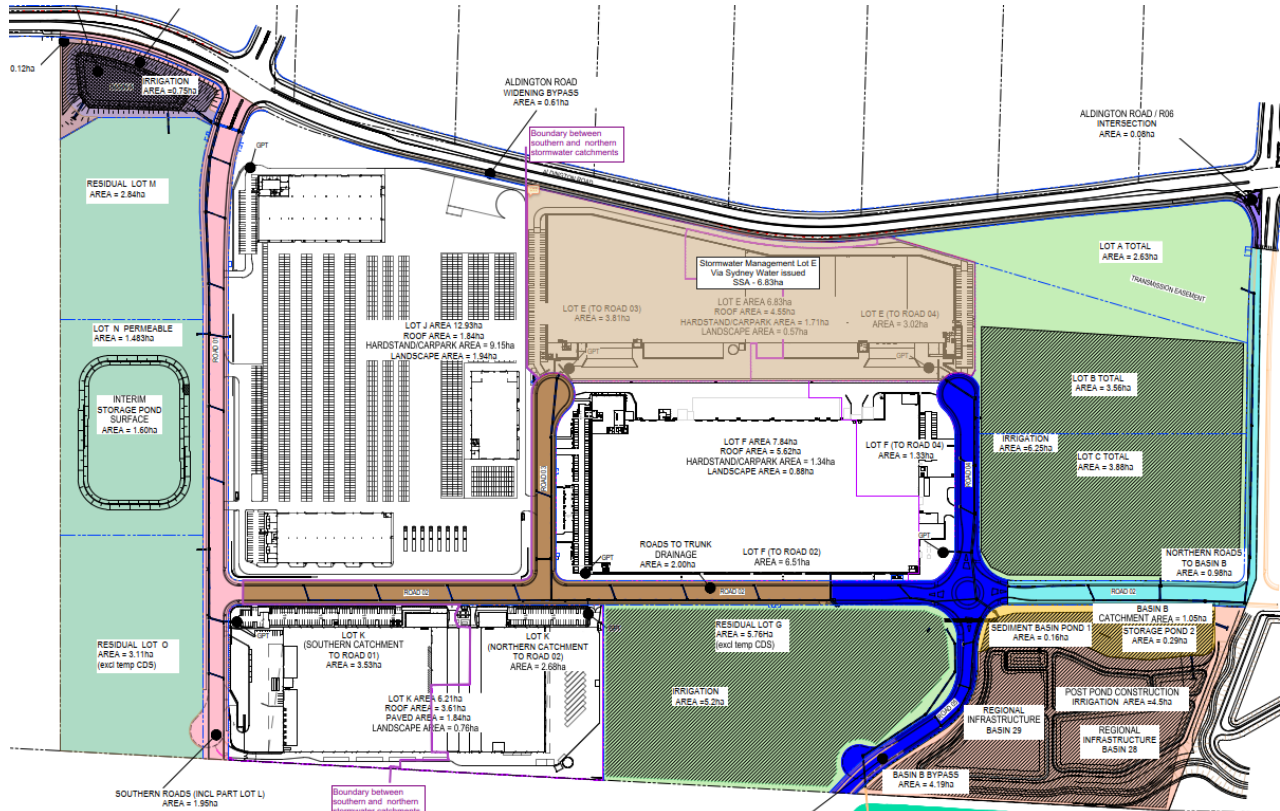 0.12ha
IRRIGATION
AREA =0.75ha
ALDINGTON ROAD
WIDENING BYPASS
AREA = 0.61ha
ALDINGTON ROAD / R06
INTERSECTION
AREA = 0.08ha
Boundary between
southern and northern
stormwater catchments
GPT
ALDINGTON ROAD
RESIDUAL LOT M
AREA = 2.84ha
LOT A TOTAL
AREA = 2.63ha
TRANSMISSION EASEMENT
Stormwater Management Lot E
Via Sydney Water issued
SSA - 6.83ha
LOT E (TO ROAD 03)
AREA = 3.81ha
LOT E AREA 6.83ha
ROOF AREA = 4.55ha
HARDSTAND/CARPARK AREA = 1.71ha
LANDSCAPE AREA = 0.57ha
LOT E (TO ROAD 04)
AREA = 3.02ha
LOT N PERMEABLE
AREA = 1.483ha
ROAD 01
LOT J AREA 12.93ha
ROOF AREA = 1.84ha
HARDSTAND/CARPARK AREA = 9.15ha
LANDSCAPE AREA = 1.94ha
GPT
GPT
LOT B TOTAL
AREA = 3.56ha
INTERIM
STORAGE POND
SURFACE
AREA = 1.60ha
LOT F AREA 7.84ha
ROOF AREA = 5.62ha
HARDSTAND/CARPARK AREA = 1.34ha
LANDSCAPE AREA = 0.88ha
LOT F (TO ROAD 04)
AREA = 1.33ha
IRRIGATION
AREA=6.25ha
LOT C TOTAL
AREA = 3.88ha
ROAD 03
ROAD 04
GPT
GPT
ROADS TO TRUNK
DRAINAGE
AREA = 2.00ha
LOT F (TO ROAD 02)
AREA = 6.51ha
NORTHERN ROADS
TO BASIN B
AREA = 0.98ha
ROAD 02
ROAD 02
ROAD 02
GPT
LOT K
(SOUTHERN CATCHMENT
TO ROAD 01)
AREA = 3.53ha
LOT K
(NORTHERN CATCHMENT
TO ROAD 02)
AREA = 2.68ha
RESIDUAL LOT G
AREA = 5.76Ha
(excl temp CDS)
BASIN B
CATCHMENT AREA = 1.05ha
SEDIMENT BASIN POND 1
AREA = 0.16ha
STORAGE POND 2
AREA = 0.29ha
RESIDUAL LOT O
AREA = 3.11ha
(excl temp CDS)
LOT K AREA 6.21ha
ROOF AREA = 3.61ha
PAVED AREA = 1.84ha
LANDSCAPE AREA = 0.76ha
IRRIGATION
AREA=5.2ha
POST POND CONSTRUCTION
IRRIGATION AREA =4.5ha
REGIONAL
INFRASTRUCTURE
BASIN 29
REGIONAL
INFRASTRUCTURE
BASIN 28
BASIN B BYPASS
AREA = 4.19ha
SOUTHERN ROADS (INCL PART LOT L)
AREA = 1.95ha
Boundary between
southern and northern
stormwater catchments